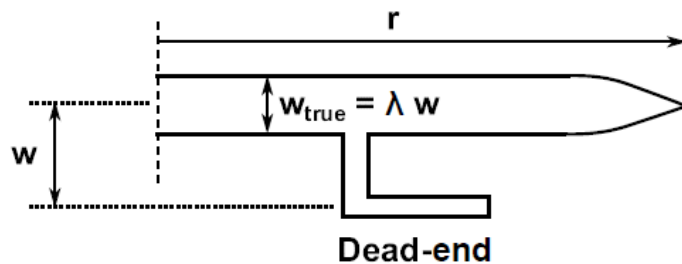 r
w_true = λ w
w
Dead-end